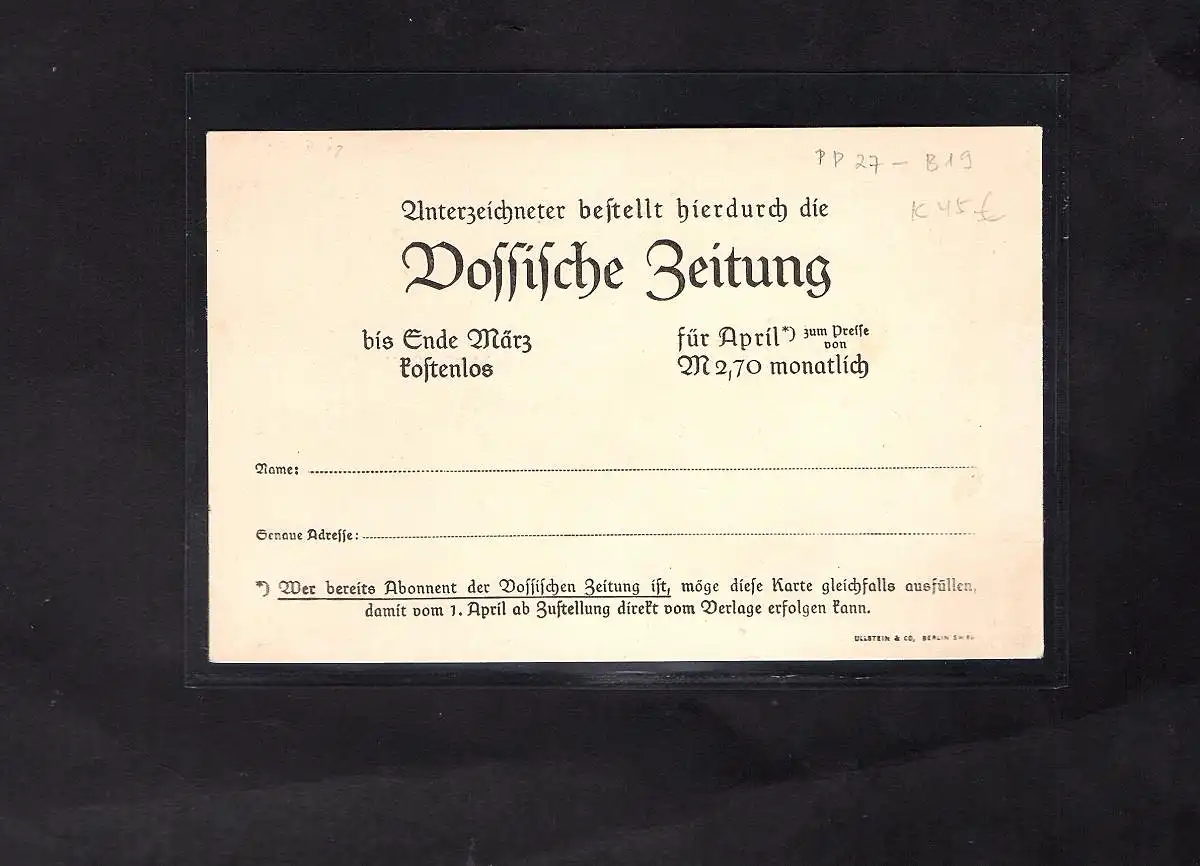 PP 27 - B19
K 45 £
Unterzeichneter bestellt hierdurch die
Vossische Zeitung
bis Ende März
kostenlos
für April*) zum Preise von
M 2,70 monatlich
Name:
Genaue Adresse:
*) Wer bereits Abonnent der Vossischen Zeitung ist, möge diese Karte gleichfalls ausfüllen,
damit vom 1. April ab Zustellung direkt vom Verlage erfolgen kann.
ULLSTEIN & CO, BERLIN